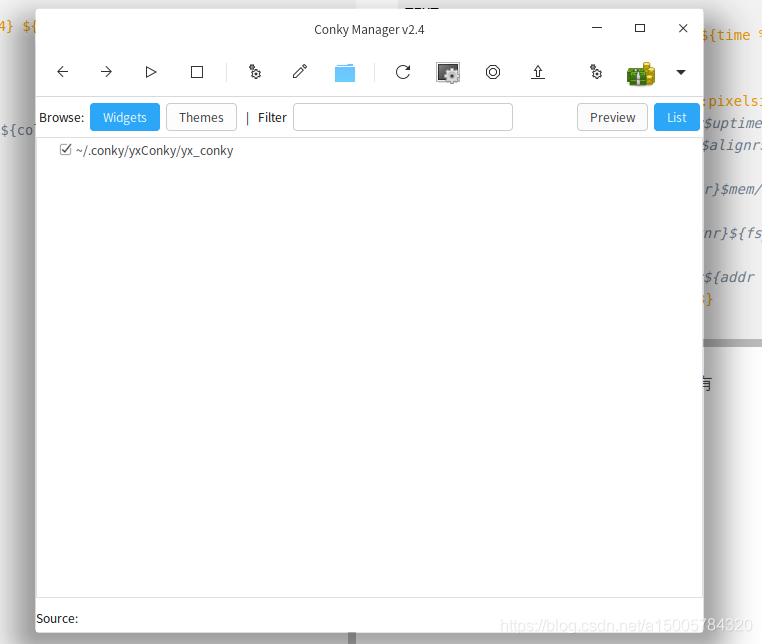 Conky Manager v2.4
4} ${
${time %
:pixelsi
Browse: Widgets Themes | Filter Preview List
$uptime
${co
$alignr
~/.conky/yxConky/yx_conky
r}$mem/
nr}${fs
${addr
}
有
Source:
https://blog.csdn.net/a15005784320